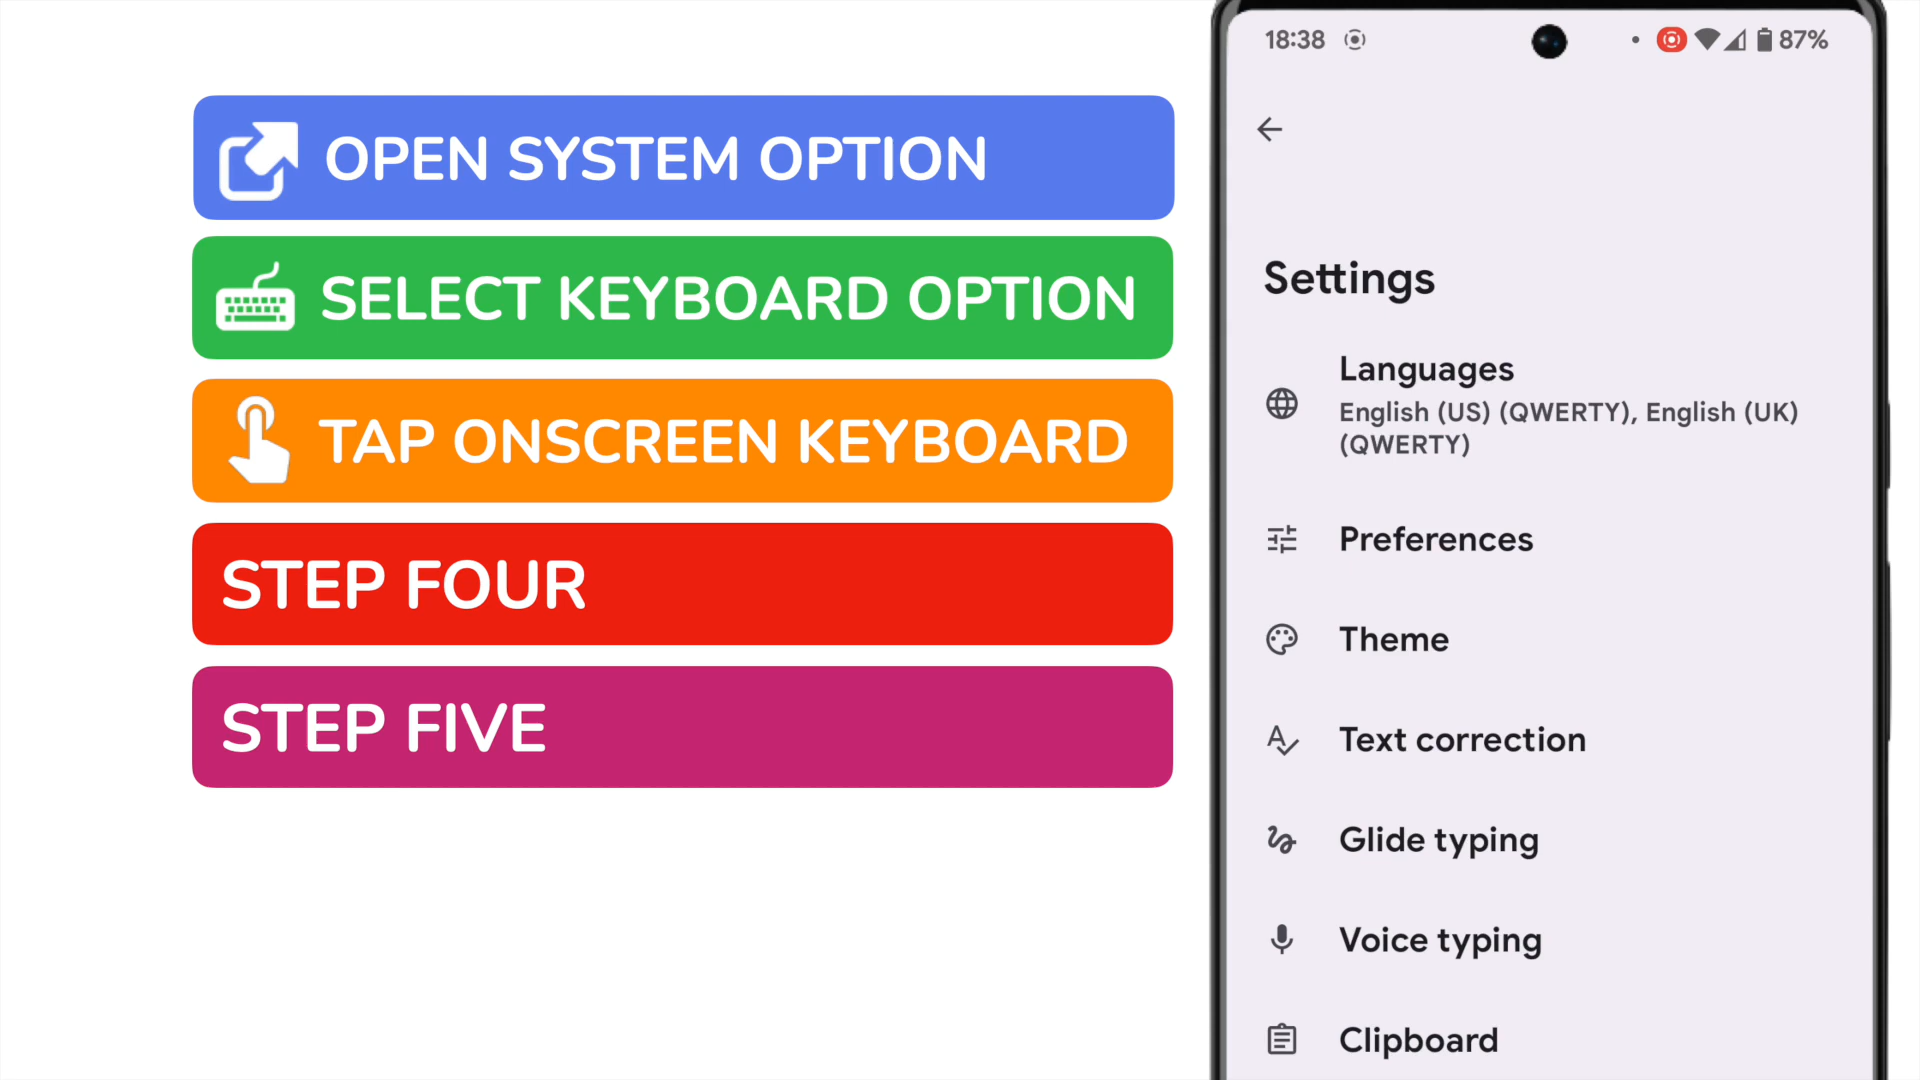 OPEN SYSTEM OPTION
SELECT KEYBOARD OPTION
TAP ONSCREEN KEYBOARD
STEP FOUR
STEP FIVE
18:38
87%
Settings
Languages
English (US) (QWERTY), English (UK)
(QWERTY)
Preferences
Theme
Text correction
Glide typing
Voice typing
Clipboard